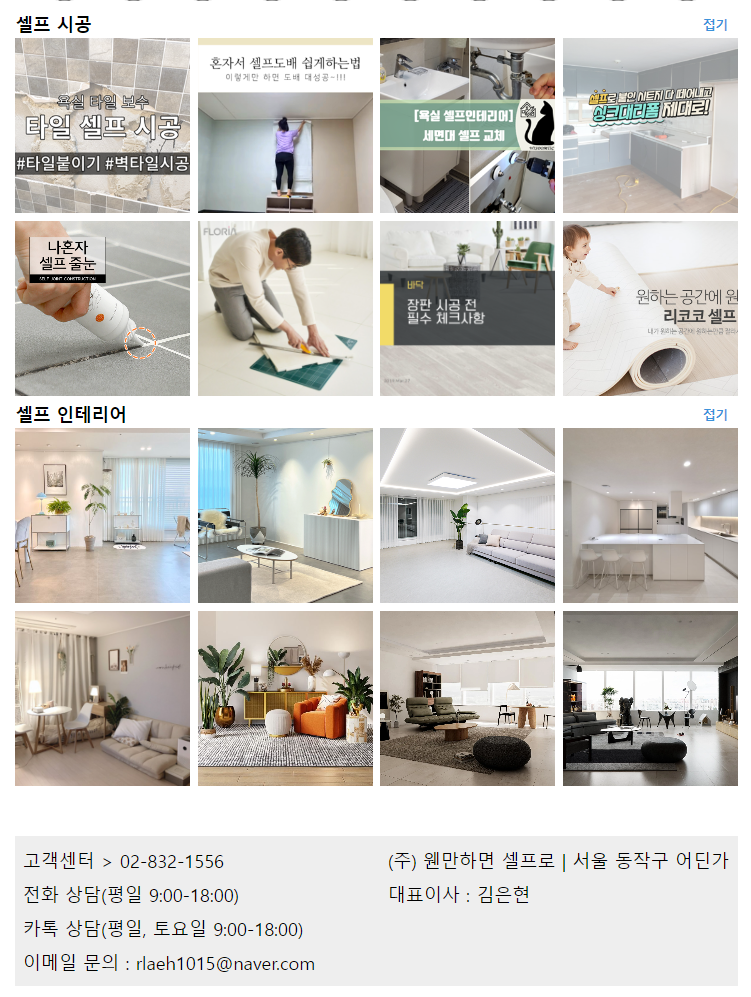 셀프 시공
접기
욕실 타일 보수
타일 셀프 시공
#타일붙이기 #벽타일시공
혼자서 셀프도배 쉽게하는법
이렇게만 하면 도배 대성공~!!!
[욕실 셀프인테리어]
세면대 셀프 교체
셀프로 붙인 시트지 다 떼어내고
싱크대리폼 제대로!
나혼자
셀프 줄눈
SELF JOINT CONSTRUCTION
FLORIA
바닥
장판 시공 전
필수 체크사항
원하는 공간에 원
리코코 셀프
셀프 인테리어
접기
고객센터 > 02-832-1556
(주) 웬만하면 셀프로 | 서울 동작구 어딘가
전화 상담(평일 9:00-18:00)
대표이사 : 김은현
카톡 상담(평일, 토요일 9:00-18:00)
이메일 문의 : rlaeh1015@naver.com